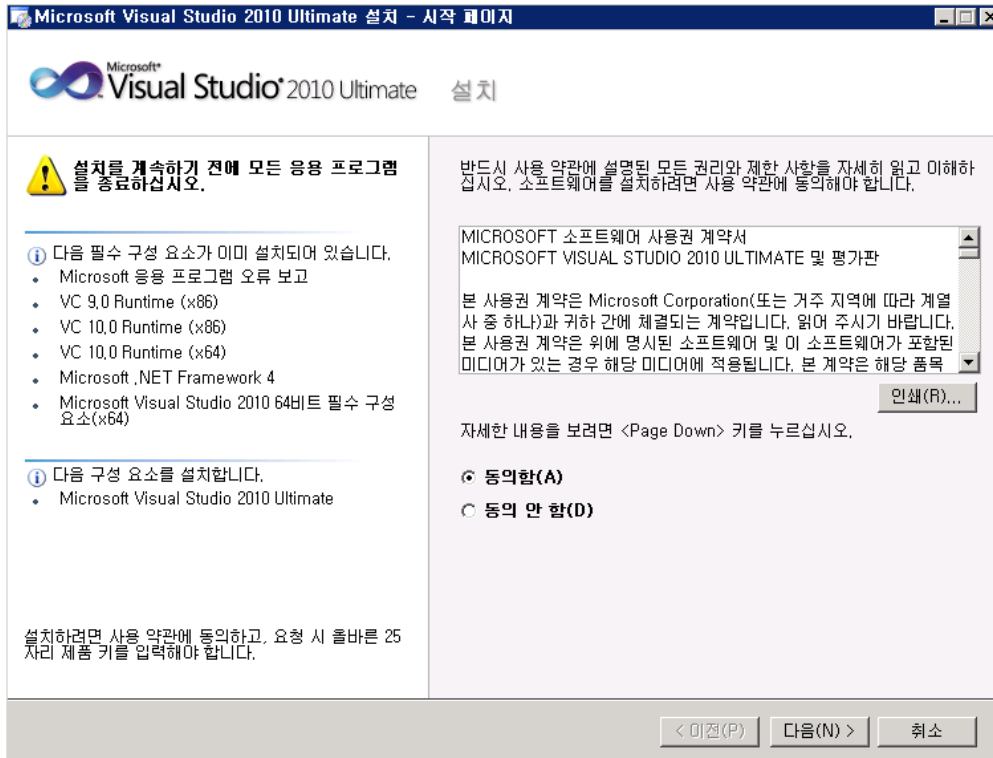 Microsoft Visual Studio 2010 Ultimate 설치 - 시작 페이지
Microsoft
Visual Studio 2010 Ultimate 설치
설치를 계속하기 전에 모든 응용 프로그램
을 종료하십시오.
다음 필수 구성 요소가 이미 설치되어 있습니다.
Microsoft 응용 프로그램 오류 보고
VC 9.0 Runtime (x86)
VC 10.0 Runtime (x86)
VC 10.0 Runtime (x64)
Microsoft .NET Framework 4
Microsoft Visual Studio 2010 64비트 필수 구성
요소(x64)
다음 구성 요소를 설치합니다.
Microsoft Visual Studio 2010 Ultimate
설치하려면 사용 약관에 동의하고, 요청 시 올바른 25
자리 제품 키를 입력해야 합니다.
반드시 사용 약관에 설명된 모든 권리와 제한 사항을 자세히 읽고 이해하
십시오. 소프트웨어를 설치하려면 사용 약관에 동의해야 합니다.
MICROSOFT 소프트웨어 사용권 계약서
MICROSOFT VISUAL STUDIO 2010 ULTIMATE 및 평가판
본 사용권 계약은 Microsoft Corporation(또는 거주 지역에 따라 계열
사 중 하나)과 귀하 간에 체결되는 계약입니다. 읽어 주시기 바랍니다.
본 사용권 계약은 위에 명시된 소프트웨어 및 이 소프트웨어가 포함된
미디어가 있는 경우 해당 미디어에 적용됩니다. 본 계약은 해당 품목
인쇄(R)...
자세한 내용을 보려면 <Page Down> 키를 누르십시오.
동의함(A)
동의 안 함(D)
< 이전(P)
다음(N) >
취소